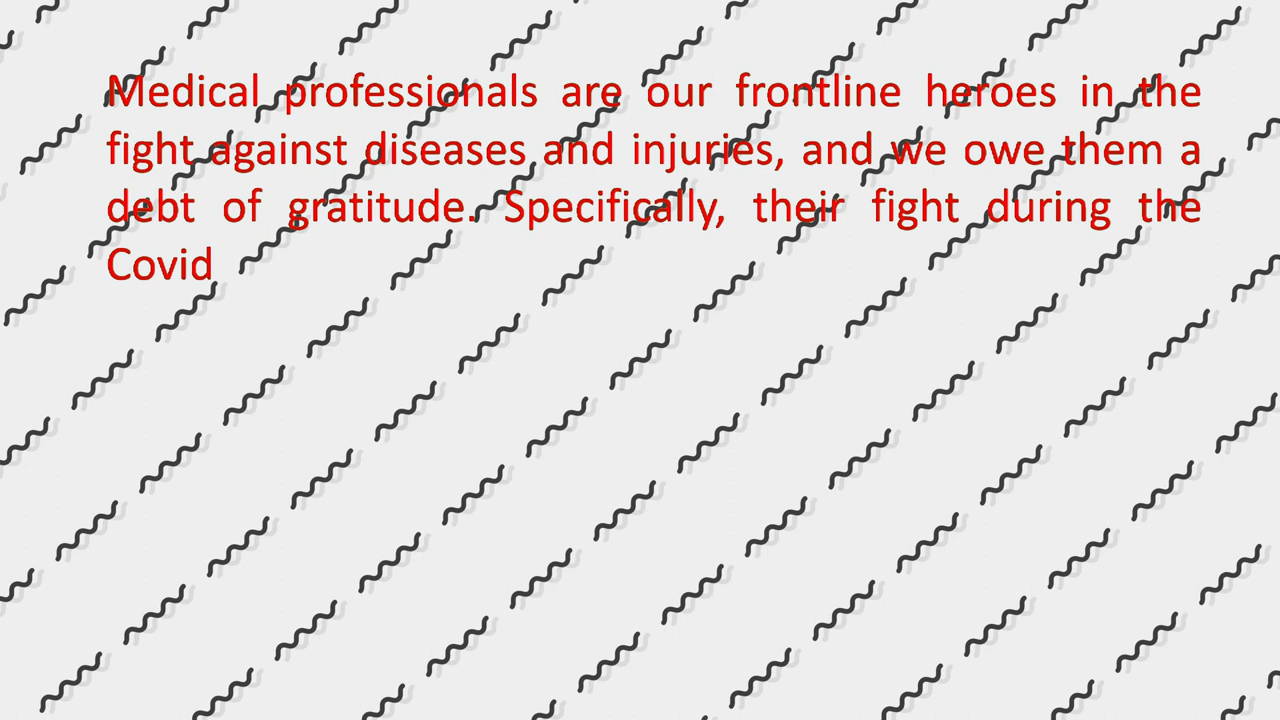 Medical professionals are our frontline heroes in the
fight against diseases and injuries, and we owe them a
debt of gratitude. Specifically, their fight during the
Covid